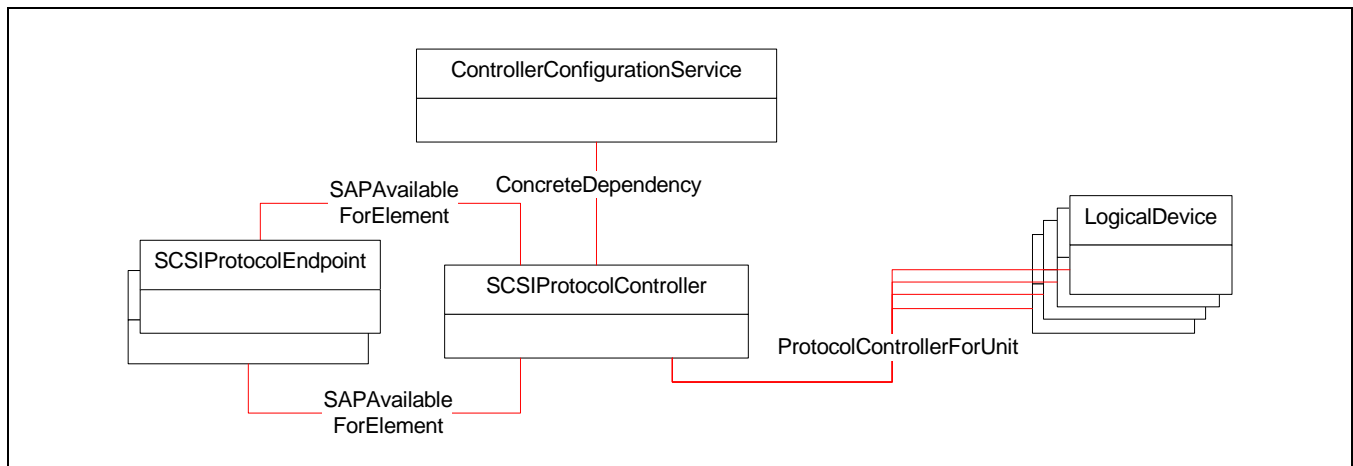 ControllerConfigurationService
SAPAvailable
ForElement
ConcreteDependency
LogicalDevice
SCSIProtocolEndpoint
SCSIProtocolController
ProtocolControllerForUnit
SAPAvailable
ForElement